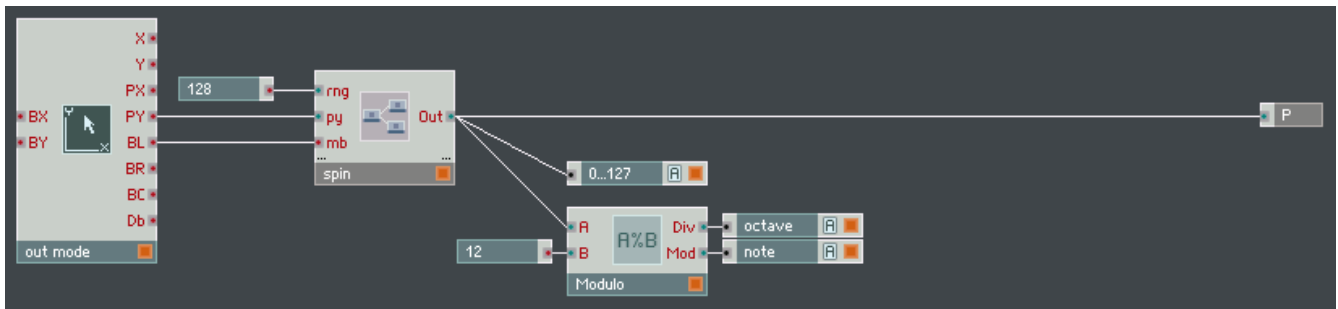 X
Y
PX
128
rng
BX
Y
PY
py
Out
P
BY
X
BL
mb
...
...
BR
spin
0...127
A
BC
Db
A
Div
octave
A
out mode
12
B
A%B
Mod
note
A
Modulo